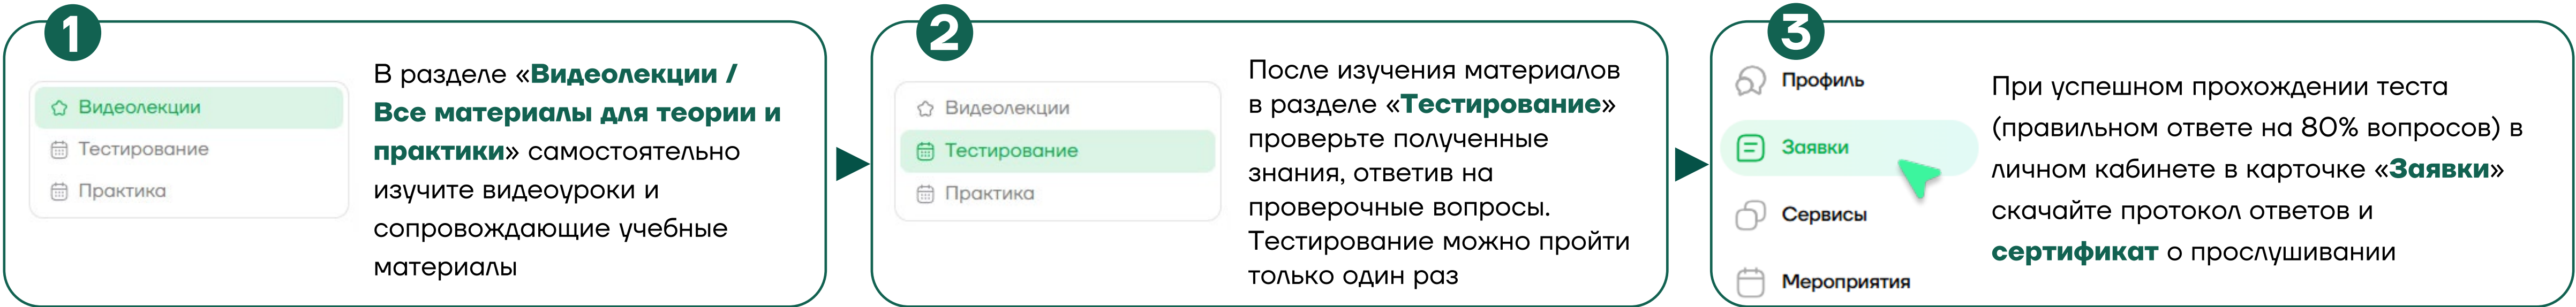 1
Видеолекции
Тестирование
Практика
В разделе «Видеолекции /
Все материалы для теории и
практики» самостоятельно
изучите видеоуроки и
сопровождающие учебные
материалы
2
Видеолекции
Тестирование
Практика
После изучения материалов
в разделе «Тестирование»
проверьте полученные
знания, ответив на
проверочные вопросы.
Тестирование можно пройти
только один раз
3
Профиль
Заявки
Сервисы
Мероприятия
При успешном прохождении теста
(правильном ответе на 80% вопросов) в
личном кабинете в карточке «Заявки»
скачайте протокол ответов и
сертификат о прослушивании